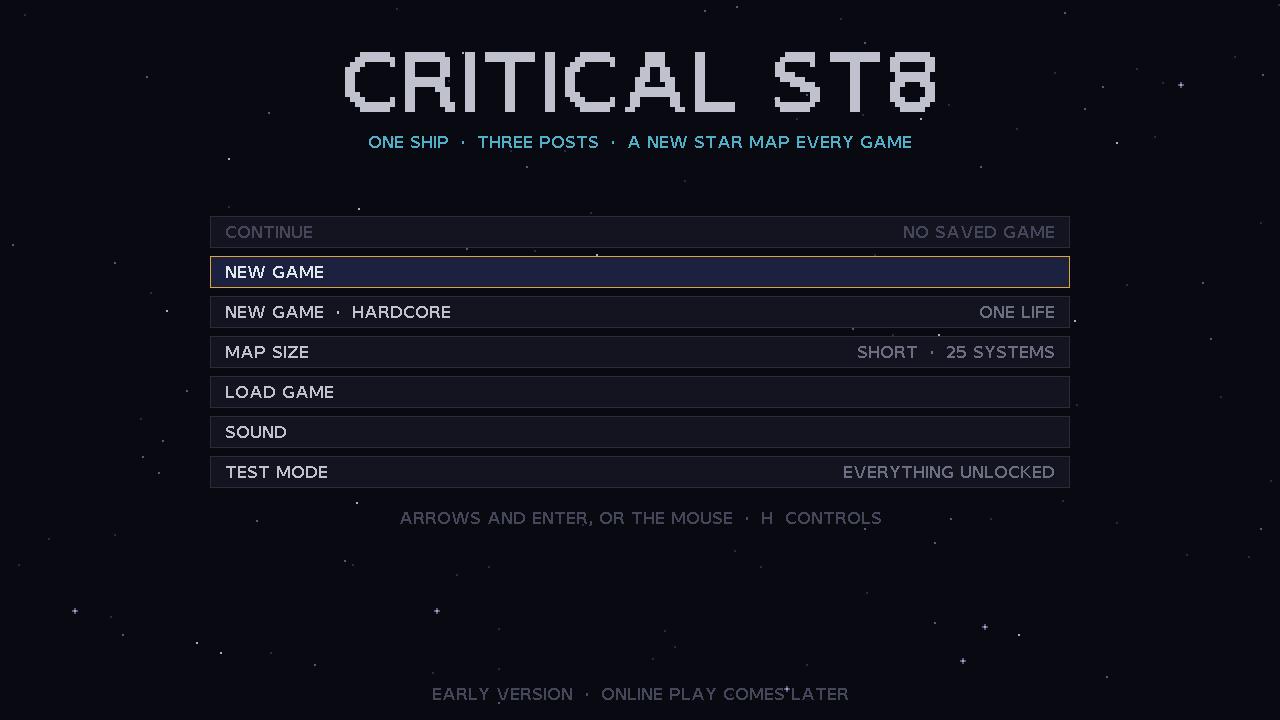 CRITICAL ST8
ONE SHIP · THREE POSTS · A NEW STAR MAP EVERY GAME
CONTINUE NO SAVED GAME
NEW GAME
NEW GAME · HARDCORE ONE LIFE
MAP SIZE SHORT · 25 SYSTEMS
LOAD GAME
SOUND
TEST MODE EVERYTHING UNLOCKED
ARROWS AND ENTER, OR THE MOUSE · H CONTROLS
EARLY VERSION · ONLINE PLAY COMES LATER